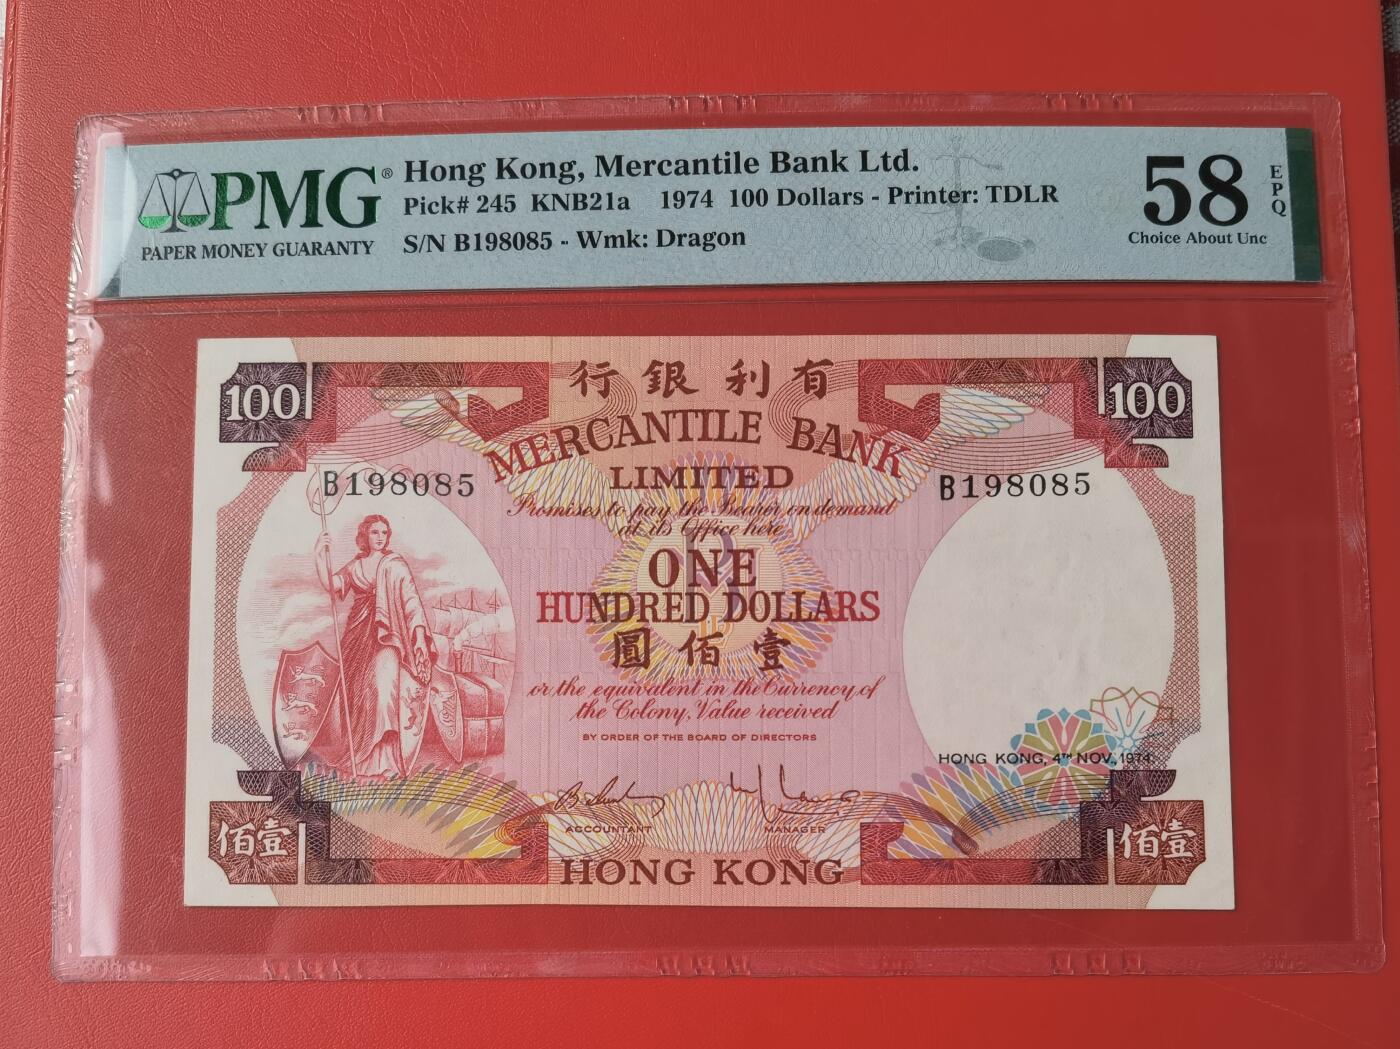 PMG®
PAPER MONEY GUARANTY
Hong Kong, Mercantile Bank Ltd.
Pick# 245 KNB21a 1974 100 Dollars - Printer: TDLR
S/N B198085 - Wmk: Dragon
58 EPQ
Choice About Unc
行銀利有
100
100
MERCANTILE BANK
LIMITED
B198085
B198085
Promises to pay the Bearer on demand
at its Office here
ONE
HUNDRED DOLLARS
圓佰壹
or the equivalent in the Currency of
the Colony, Value received
BY ORDER OF THE BOARD OF DIRECTORS
HONG KONG, 4TH NOV., 1974.
ACCOUNTANT
MANAGER
佰壹
佰壹
HONG KONG